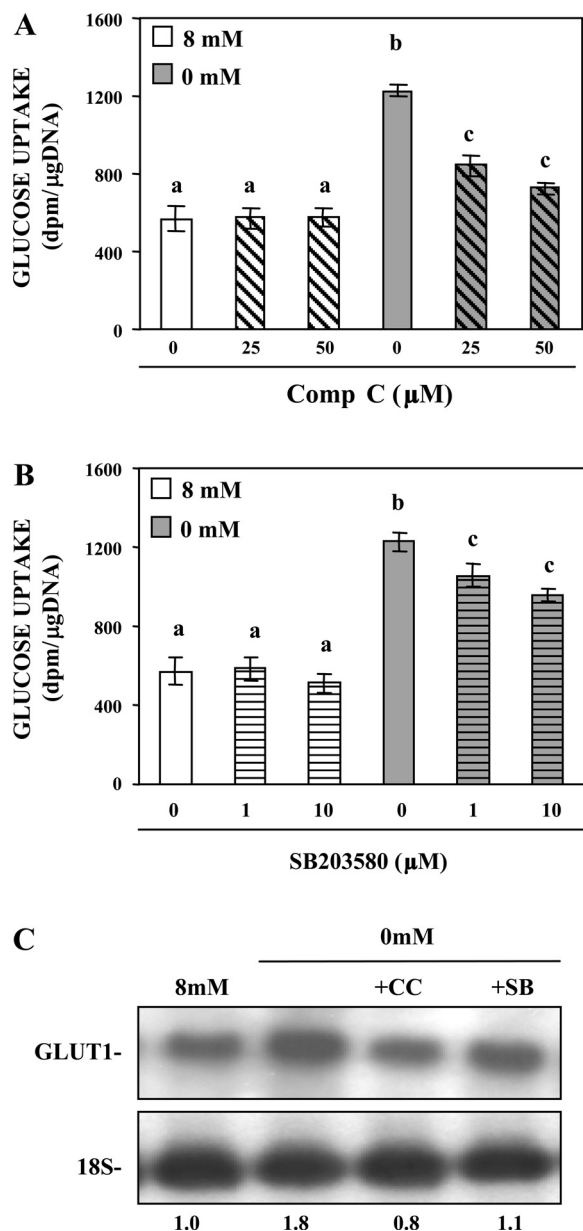 A
GLUCOSE UPTAKE
(dpm/µgDNA)
1600
1200
800
400
0
8 mM
0 mM
a
a
a
b
c
c
0 25 50 0 25 50
Comp C (µM)
B
GLUCOSE UPTAKE
(dpm/µgDNA)
1600
1200
800
400
0
8 mM
0 mM
a
a
a
b
c
c
0 1 10 0 1 10
SB203580 (µM)
C
0mM
8mM +CC +SB
GLUT1-
18S-
1.0 1.8 0.8 1.1